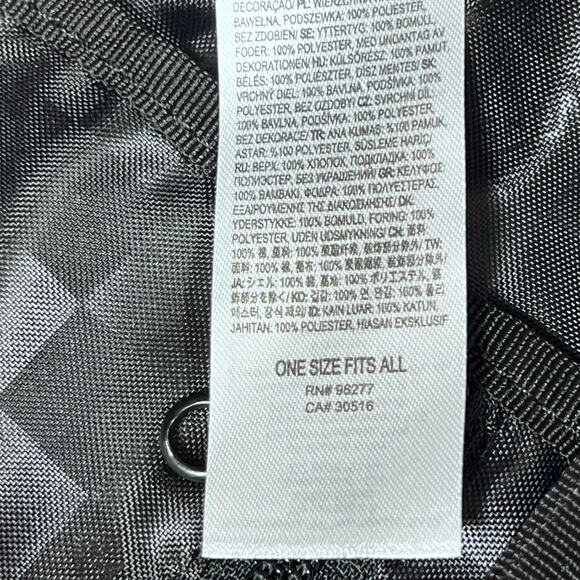 DECORAÇÃO/ PL: WIERZCHNIA
BAWEŁNA, PODSZEWKA: 100% POLIESTER,
BEZ ZDOBIEŃ/ SE: YTTERTYG: 100% BOMULL,
FODER: 100% POLYESTER, MED UNDANTAG AV
DEKORATIONEN/ HU: KÜLSŐRÉSZ: 100% PAMUT,
BÉLÉS: 100% POLIÉSZTER, DÍSZ MENTES/ SK:
VRCHNÝ DIEL: 100% BAVLNA, PODŠÍVKA: 100%
POLYESTER, BEZ OZDOBY/ CZ: SVRCHNÍ DÍL:
100% BAVLNA, PODŠÍVKA: 100% POLYESTER,
BEZ DEKORACE/ TR: ANA KUMAŞ: %100 PAMUK,
ASTAR: %100 POLYESTER, SÜSLEME HARİÇ/
RU: ВЕРХ: 100% ХЛОПОК, ПОДКЛАДКА: 100%
ПОЛИЭСТЕР, БЕЗ УКРАШЕНИЙ/ GR: ΚΕΛΥΦΟΣ:
100% ΒΑΜΒΑΚΙ, ΦΟΔΡΑ: 100% ΠΟΛΥΕΣΤΕΡΑΣ,
ΕΞΑΙΡΟΥΜΕΝΗΣ ΤΗΣ ΔΙΑΚΟΣΜΗΣΗΣ/ DK:
YDERSTYKKE: 100% BOMULD, FORING: 100%
POLYESTER, UDEN UDSMYKNING/ CH: 面料:
100% 棉, 里料: 100% 聚酯纤维, 装饰部分除外/ TW:
面料: 100% 棉, 裡布: 100% 聚酯纖維, 裝飾部分除外/
JA: シェル: 100% 綿, 裏地: 100% ポリエステル, 装
飾部分を除く/ KO: 겉감: 100% 면, 안감: 100% 폴리
에스터, 장식 제외/ ID: KAIN LUAR: 100% KATUN,
JAHITAN: 100% POLIESTER, HIASAN EKSKLUSIF
ONE SIZE FITS ALL
RN# 96277
CA# 30516